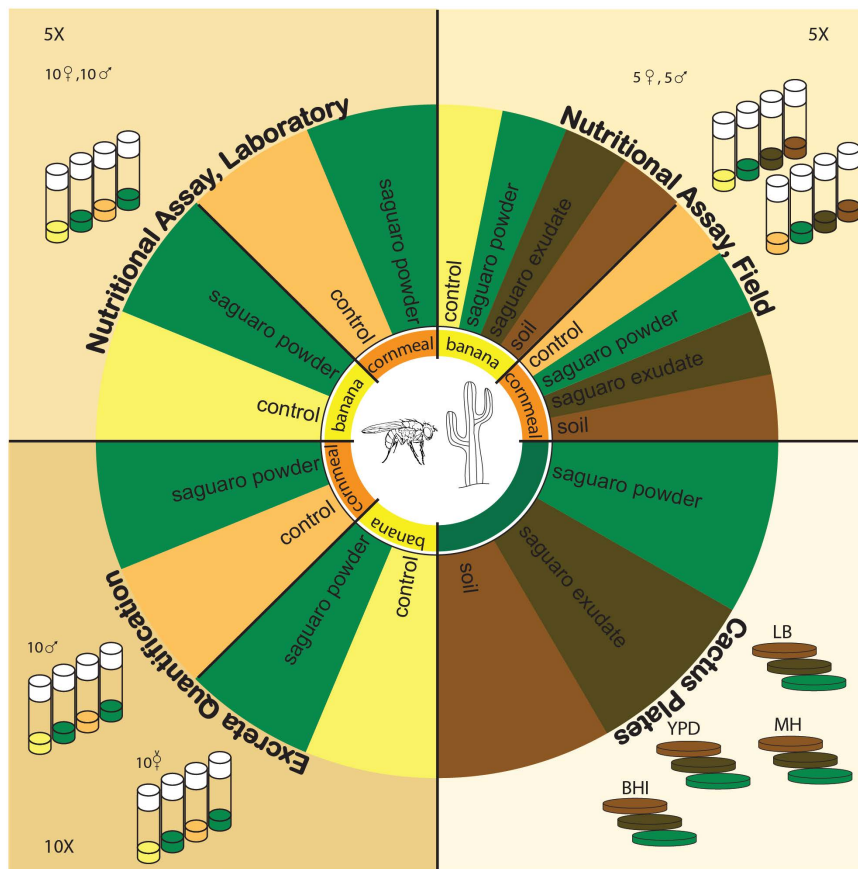 5X
10♀,10♂
Nutritional Assay, Laboratory
control
saguaro powder
control
saguaro powder
banana
cornmeal
5X
5♀, 5♂
Nutritional Assay, Field
control
saguaro powder
saguaro exudate
soil
control
saguaro powder
saguaro exudate
soil
banana
cornmeal
Excreta Quantification
saguaro powder
control
saguaro powder
control
cornmeal
banana
10♂
10☿
10X
Cactus Plates
saguaro powder
saguaro exudate
soil
LB
YPD
MH
BHI